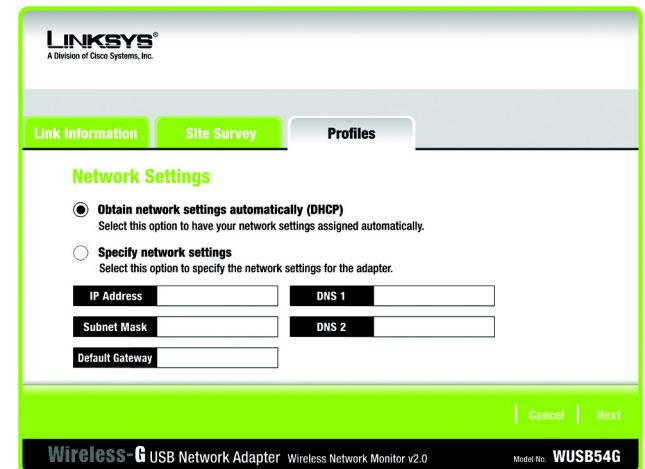 LINKSYS®
A Division of Cisco Systems, Inc.
Link Information
Site Survey
Profiles
Network Settings
Obtain network settings automatically (DHCP)
Select this option to have your network settings assigned automatically.
Specify network settings
Select this option to specify the network settings for the adapter.
IP Address
DNS 1
Subnet Mask
DNS 2
Default Gateway
Cancel
Next
Wireless-G USB Network Adapter Wireless Network Monitor v2.0
Model No. WUSB54G